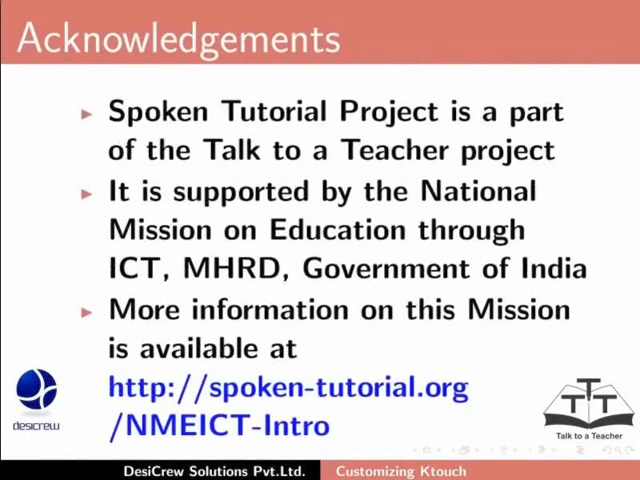 Acknowledgements
Spoken Tutorial Project is a part
of the Talk to a Teacher project
It is supported by the National
Mission on Education through
ICT, MHRD, Government of India
More information on this Mission
is available at
http://spoken-tutorial.org
/NMEICT-Intro
desicrew
T T T
Talk to a Teacher
DesiCrew Solutions Pvt.Ltd. Customizing Ktouch